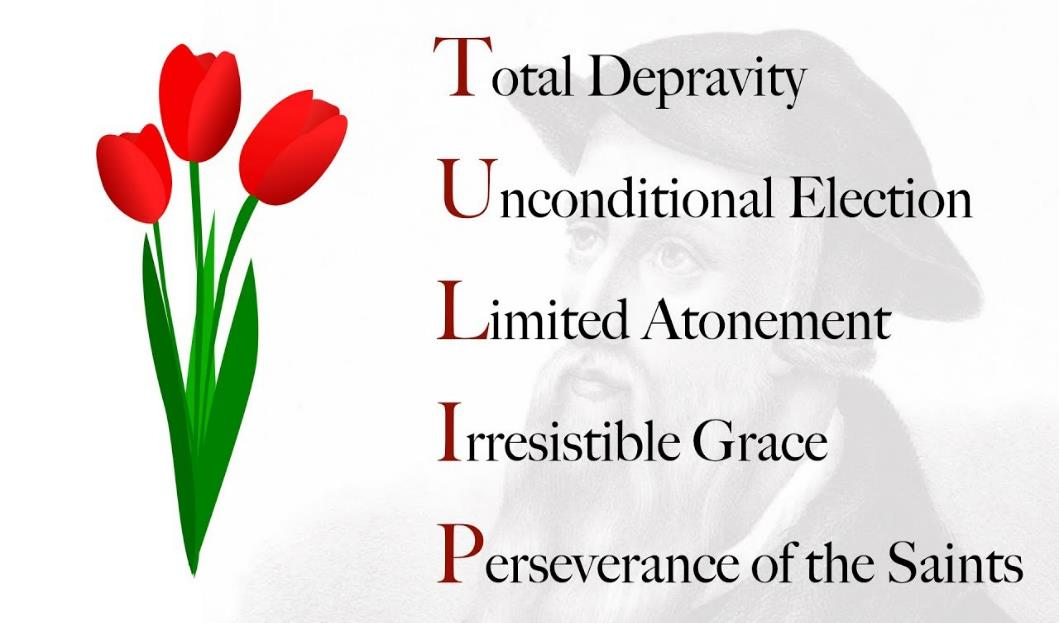 Total Depravity
Unconditional Election
Limited Atonement
Irresistible Grace
Perseverance of the Saints